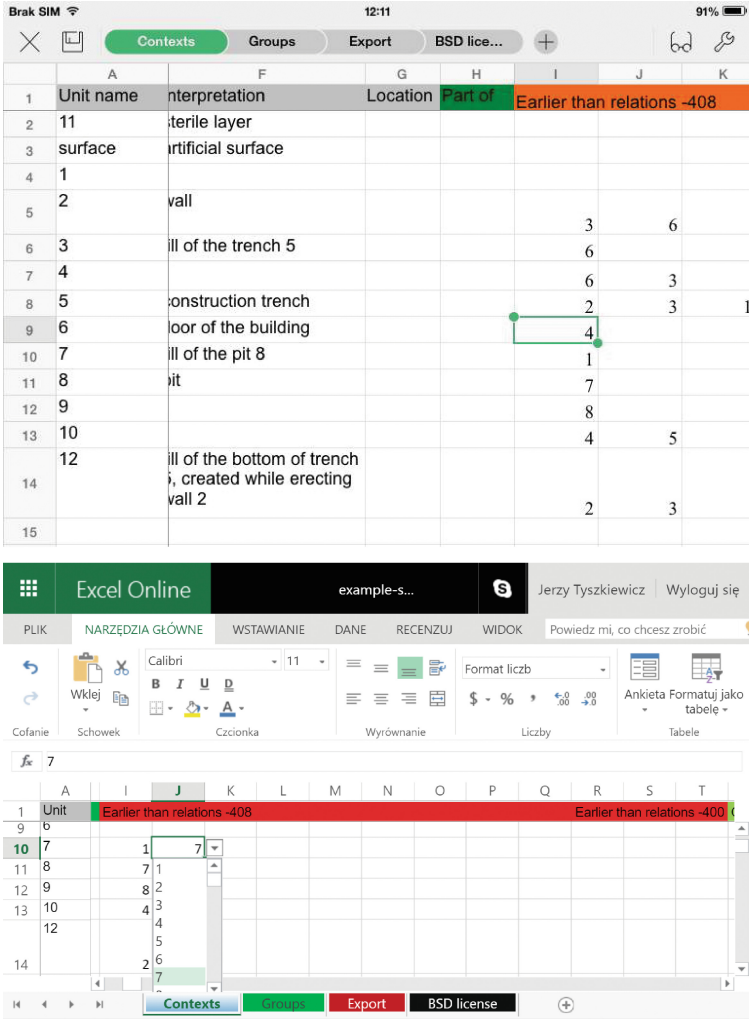 Brak SIM 12:11 91%
Contexts Groups Export BSD lice... +
A F G H I J K
1 Unit name nterpretation Location Part of Earlier than relations -408
2 11 sterile layer
3 surface artificial surface
4 1
5 2 wall 3 6
6 3 ill of the trench 5 6
7 4 6 3
8 5 construction trench 2 3 1
9 6 loor of the building 4
10 7 ill of the pit 8 1
11 8 pit 7
12 9 8
13 10 4 5
14 12 ill of the bottom of trench
5, created while erecting
wall 2 2 3
15
Excel Online example-s... Jerzy Tyszkiewicz Wyloguj się
PLIK NARZĘDZIA GŁÓWNE WSTAWIANIE DANE RECENZUJ WIDOK Powiedz mi, co chcesz zrobić
Calibri 11 Format liczb
Wklej B I U D A $ % , Ankieta Formatuj jako
tabelę
Cofanie Schowek Czcionka Wyrównanie Liczby Tabele
fx 7
A I J K L M N O P Q R S T
1 Unit Earlier than relations -408 Earlier than relations -400
9 6
10 7 1 7
11 8 7 1
12 9 8 2
13 10 4 3
12 4
5
14 2 6
7
Contexts Groups Export BSD license